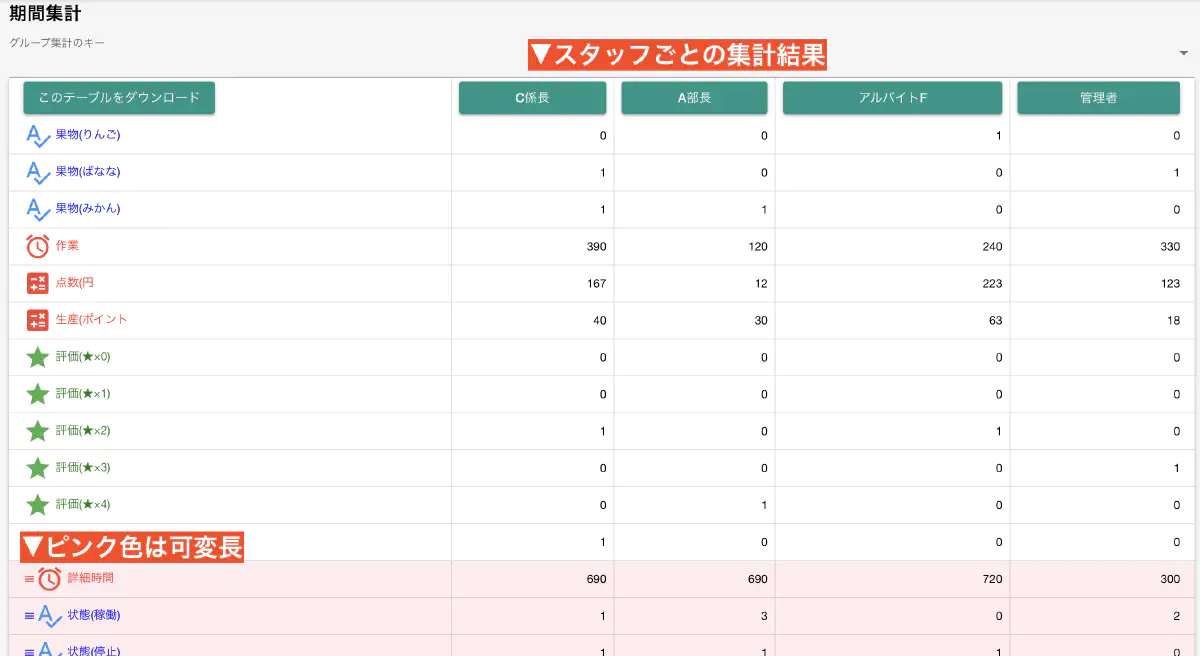 期間集計
グループ集計のキー
▼スタッフごとの集計結果
このテーブルをダウンロード C係長 A部長 アルバイトF 管理者
果物(りんご) 0 0 1 0
果物(ばなな) 1 0 0 1
果物(みかん) 1 1 0 0
作業 390 120 240 330
点数(円 167 12 223 123
生産(ポイント 40 30 63 18
評価(★×0) 0 0 0 0
評価(★×1) 0 0 0 0
評価(★×2) 1 0 1 0
評価(★×3) 0 0 0 1
評価(★×4) 0 1 0 0
▼ピンク色は可変長 1 0 0 0
詳細時間 690 690 720 300
状態(稼働) 1 3 0 2
状態(停止) 1 1 1 0